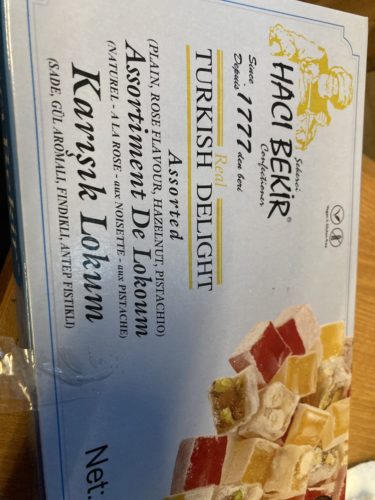 Şekerci
HACI BEKİR®
Confectioner
Since
Depuis 1777 den beri
Real
TURKISH DELIGHT
Assorted
(PLAIN, ROSE FLAVOUR, HAZELNUT, PISTACHIO)
Assortiment De Lokoum
(NATUREL - A LA ROSE - aux NOISETTE - aux PISTACHE)
Karışık Lokum
(SADE, GÜL AROMALI, FINDIKLI, ANTEP FISTIKLI)
Net: